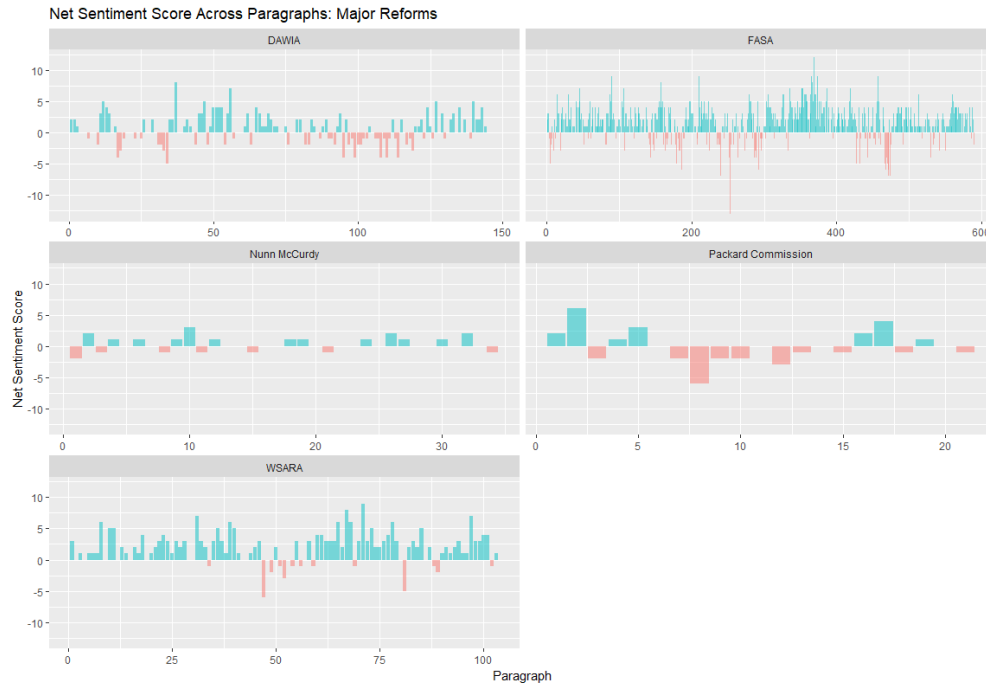 Net Sentiment Score Across Paragraphs: Major Reforms
DAWIA
FASA
10
5
0
-5
-10
0 50 100 150
0 200 400 600
Nunn McCurdy
Packard Commission
Net Sentiment Score
10
5
0
-5
-10
0 10 20 30
0 5 10 15 20
WSARA
10
5
0
-5
-10
0 25 50 75 100
Paragraph